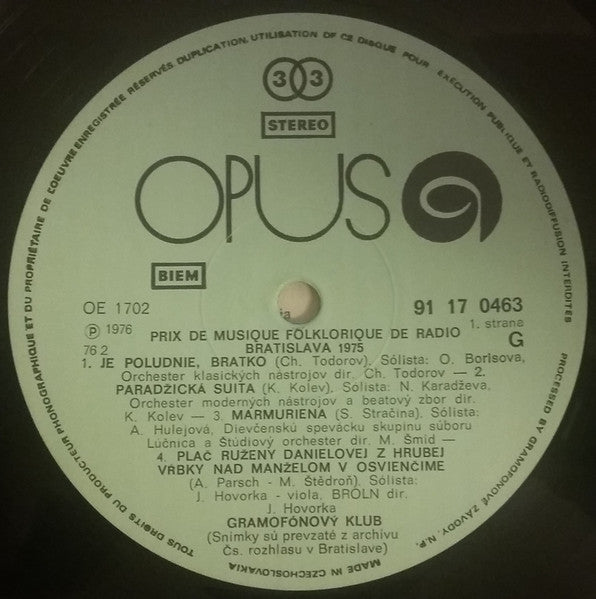 33
STEREO
OPUS
BIEM
OE 1702
91 17 0463
℗ 1976
1. strana
76 2
G
PRIX DE MUSIQUE FOLKLORIQUE DE RADIO
BRATISLAVA 1975
1. JE POLUDNIE, BRATKO (Ch. Todorov). Sólista: O. Borisova,
Orchester klasických nástrojov dir. Ch. Todorov — 2.
PARADŽICKÁ SUITA (K. Kolev). Sólista: N. Karadževa,
Orchester moderných nástrojov a beatový zbor dir.
K. Kolev — 3. MARMURIENA (S. Stračina). Sólista:
A. Hulejová, Dievčenskú spevácku skupinu súboru
Lúčnica a Štúdiový orchester dir. M. Šmíd —
4. PLAČ RUŽENY DANIELOVEJ Z HRUBEJ
VŔBKY NAD MANŽELOM V OSVIENČIME
(A. Parsch - M. Štědroň). Sólista:
J. Hovorka - viola. BROLN dir.
J. Hovorka
GRAMOFÓNOVÝ KLUB
(Snímky sú prevzaté z archívu
Čs. rozhlasu v Bratislave)
TOUS DROITS DU PRODUCTEUR PHONOGRAPHIQUE ET DU PROPRIÉTAIRE DE L'OEUVRE ENREGISTRÉE RÉSERVÉS. DUPLICATION, UTILISATION DE CE DISQUE POUR EXÉCUTION PUBLIQUE ET RADIODIFFUSION INTERDITES
PROCESSED BY GRAMOFONOVÉ ZÁVODY, N.P.
MADE IN CZECHOSLOVAKIA